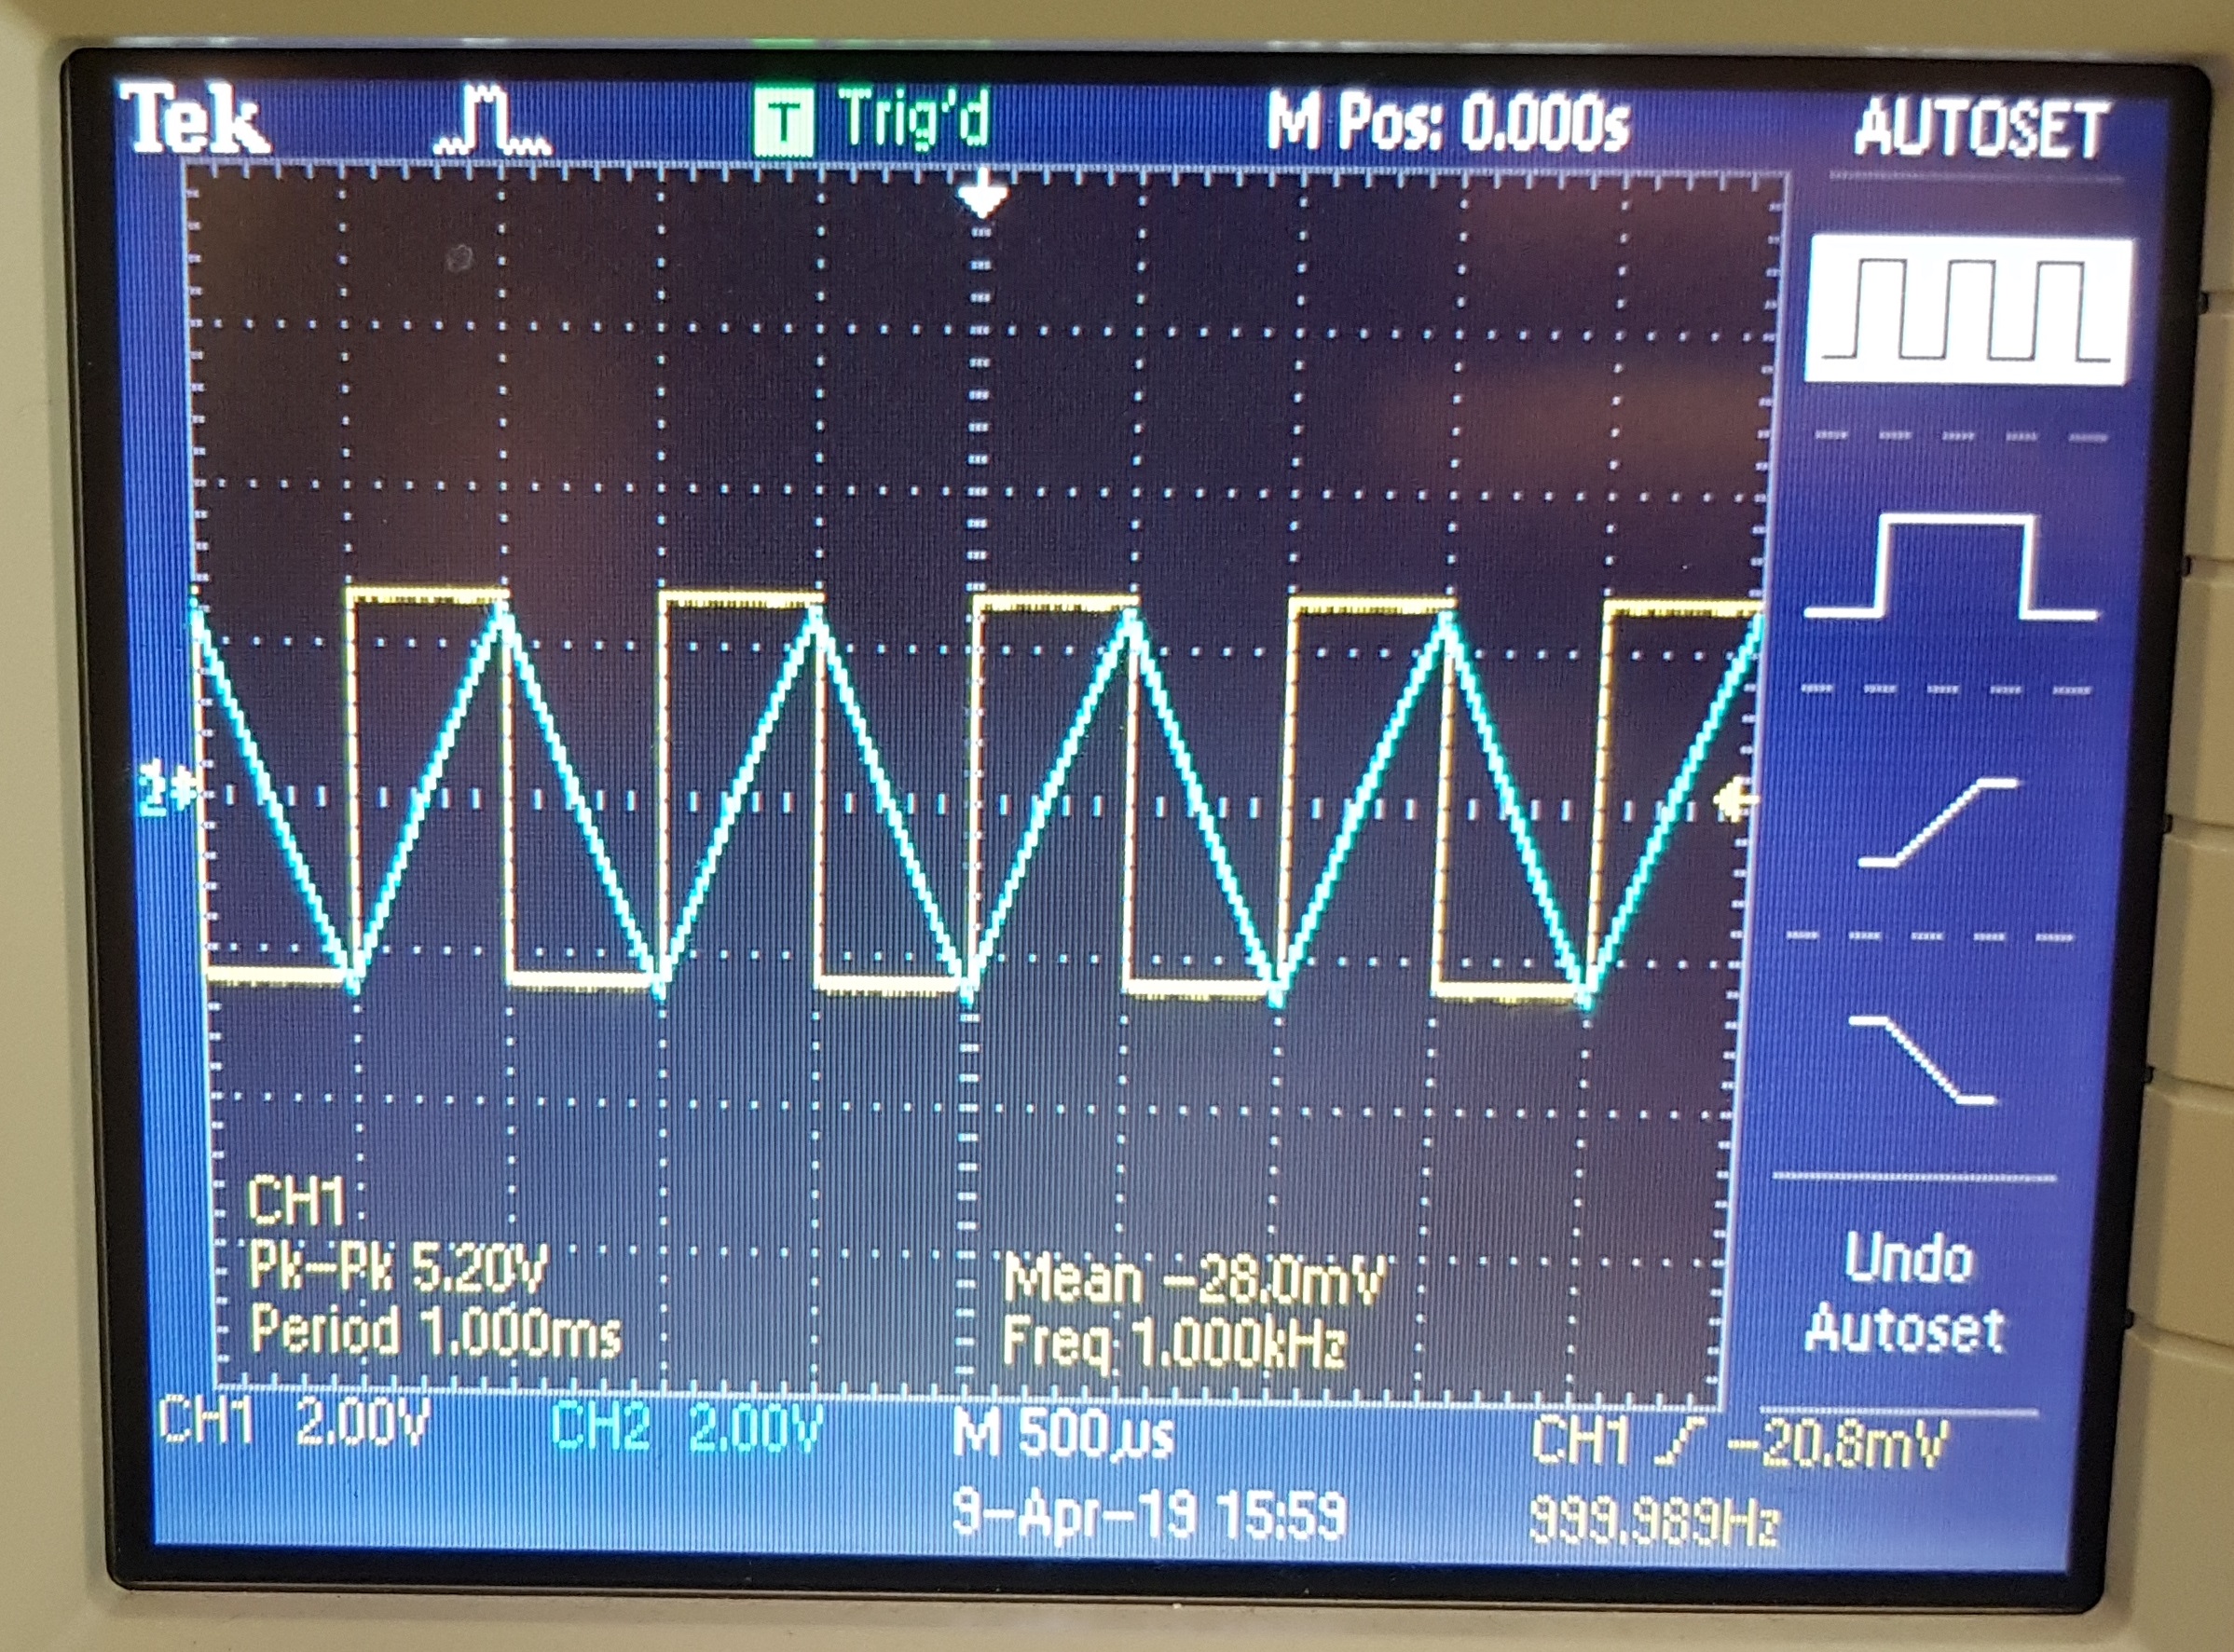 Tek T Trig'd M Pos: 0.000s AUTOSET
2
CH1
Pk-Pk 5.20V Mean -28.0mV
Period 1.000ms Freq 1.000kHz
Undo
Autoset
CH1 2.00V CH2 2.00V M 500µs CH1 -20.8mV
9-Apr-19 15:59 999.989Hz